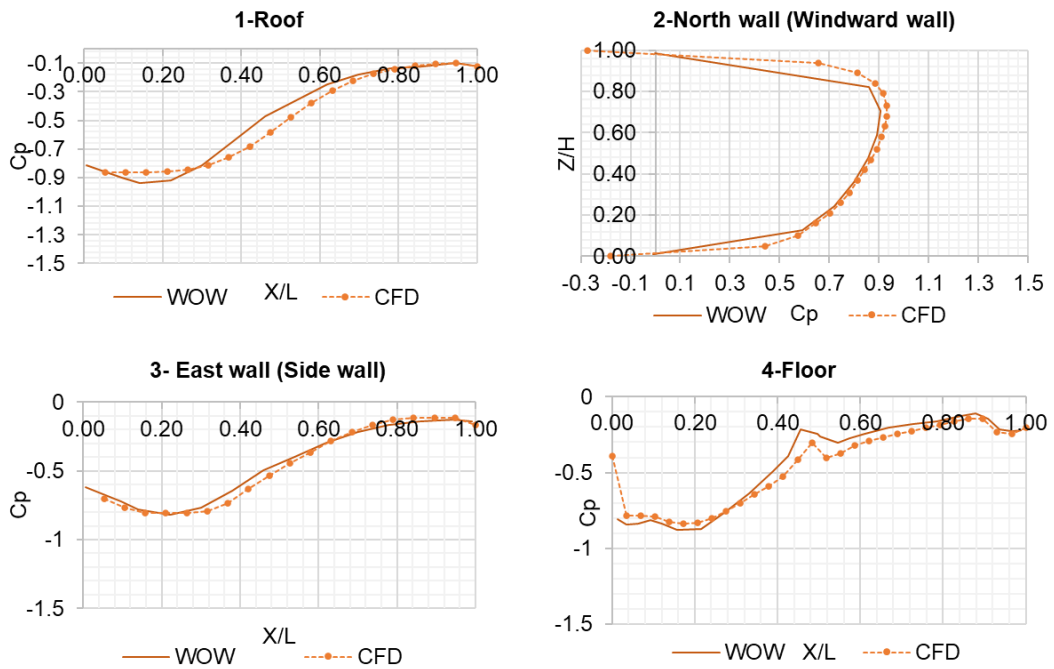 1-Roof
-0.1
0.00 0.20 0.40 0.60 0.80 1.00
-0.3
-0.5
-0.7
-0.9
-1.1
-1.3
-1.5
Cp
X/L
WOW CFD
2-North wall (Windward wall)
1.00
0.80
0.60
0.40
0.20
0.00
Z/H
-0.3 -0.1 0.1 0.3 0.5 0.7 0.9 1.1 1.3 1.5
WOW Cp CFD
3- East wall (Side wall)
0
0.00 0.20 0.40 0.60 0.80 1.00
-0.5
-1
-1.5
Cp
X/L
WOW CFD
4-Floor
0
0.00 0.20 0.40 0.60 0.80 1.00
-0.5
-1
-1.5
Cp
WOW X/L CFD